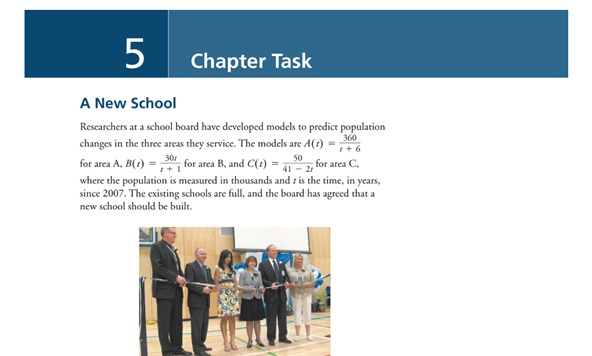 5 Chapter Task
A New School
Researchers at a school board have developed models to predict population
changes in the three areas they service. The models are A(t) = 360/(t + 6)
for area A, B(t) = 30t/(t + 1) for area B, and C(t) = 50/(41 − 2t) for area C,
where the population is measured in thousands and t is the time, in years,
since 2007. The existing schools are full, and the board has agreed that a
new school should be built.